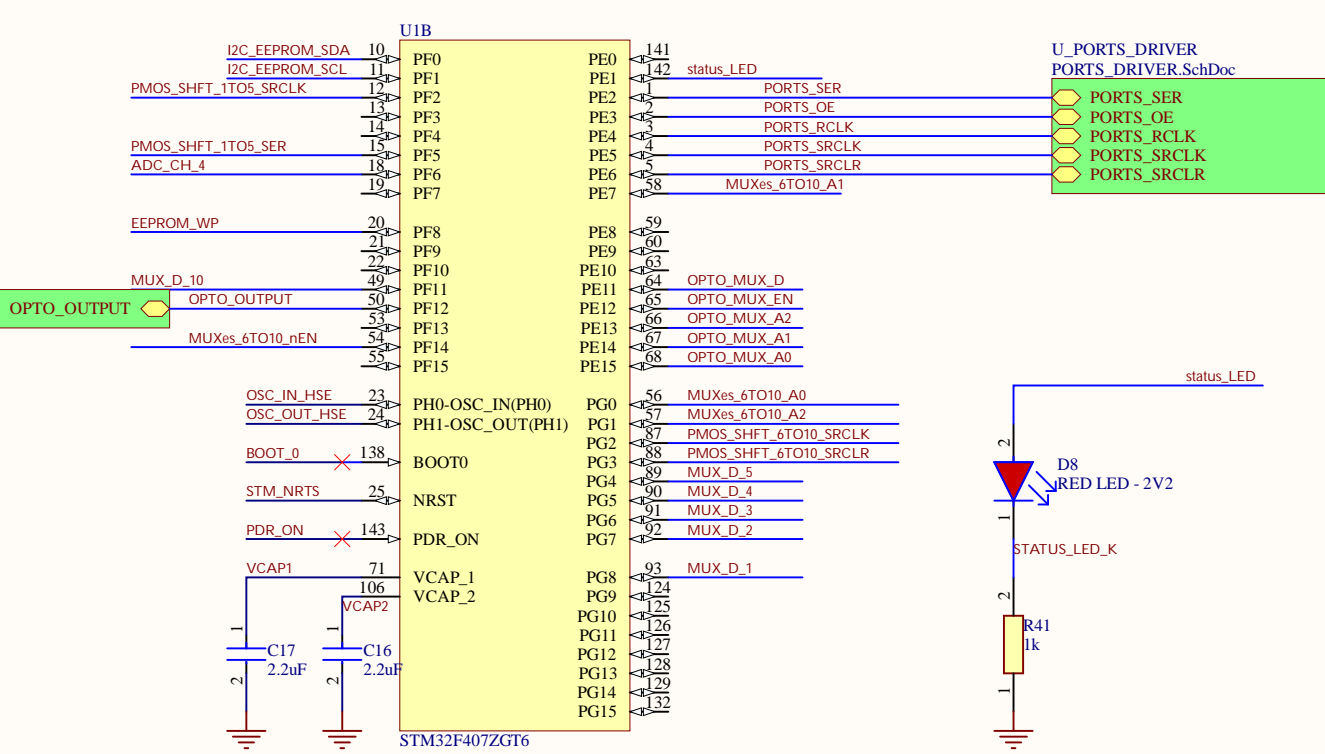 U1B
I2C_EEPROM_SDA 10 PF0 PE0 141
I2C_EEPROM_SCL 11 PF1 PE1 142 status_LED
PMOS_SHFT_1TO5_SRCLK 12 PF2 PE2 1 PORTS_SER
13 PF3 PE3 2 PORTS_OE
14 PF4 PE4 3 PORTS_RCLK
PMOS_SHFT_1TO5_SER 15 PF5 PE5 4 PORTS_SRCLK
ADC_CH_4 18 PF6 PE6 5 PORTS_SRCLR
19 PF7 PE7 58 MUXes_6TO10_A1
EEPROM_WP 20 PF8 PE8 59
21 PF9 PE9 60
22 PF10 PE10 63
MUX_D_10 49 PF11 PE11 64 OPTO_MUX_D
OPTO_OUTPUT OPTO_OUTPUT 50 PF12 PE12 65 OPTO_MUX_EN
53 PF13 PE13 66 OPTO_MUX_A2
MUXes_6TO10_nEN 54 PF14 PE14 67 OPTO_MUX_A1
55 PF15 PE15 68 OPTO_MUX_A0
OSC_IN_HSE 23 PH0-OSC_IN(PH0) PG0 56 MUXes_6TO10_A0
OSC_OUT_HSE 24 PH1-OSC_OUT(PH1) PG1 57 MUXes_6TO10_A2
PG2 87 PMOS_SHFT_6TO10_SRCLK
BOOT_0 138 BOOT0 PG3 88 PMOS_SHFT_6TO10_SRCLR
PG4 89 MUX_D_5
STM_NRTS 25 NRST PG5 90 MUX_D_4
PG6 91 MUX_D_3
PDR_ON 143 PDR_ON PG7 92 MUX_D_2
VCAP1 71 VCAP_1 PG8 93 MUX_D_1
VCAP2 106 VCAP_2 PG9 124
PG10 125
PG11 126
PG12 127
PG13 128
PG14 129
PG15 132
STM32F407ZGT6
1 C17
2.2uF
2
1 C16
2.2uF
2
U_PORTS_DRIVER
PORTS_DRIVER.SchDoc
PORTS_SER
PORTS_OE
PORTS_RCLK
PORTS_SRCLK
PORTS_SRCLR
status_LED
2
D8
RED LED - 2V2
1
STATUS_LED_K
2
R41
1k
1